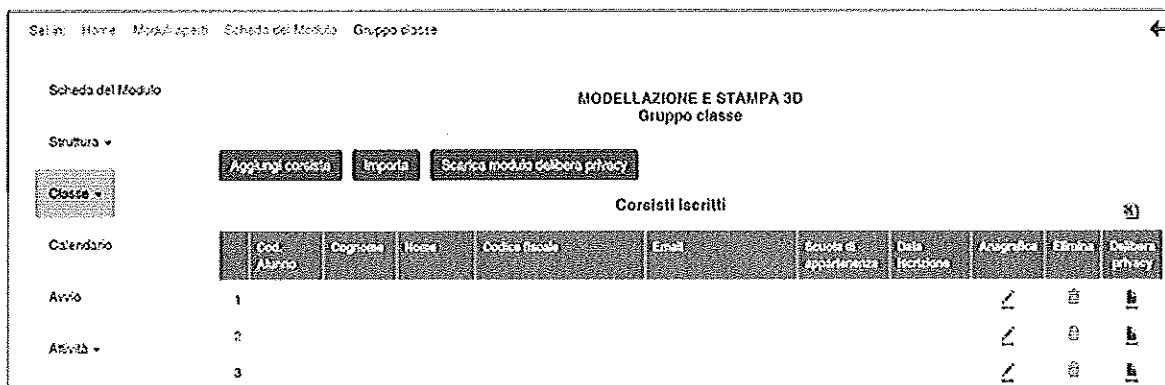 Sei in: Home Moduli aperti Scheda del Modulo Gruppo classe
Scheda del Modulo
MODELLAZIONE E STAMPA 3D
Gruppo classe
Struttura
Aggiungi corsista Importa Scarica modulo delibera privacy
Classe
Corsisti iscritti
Calendario
Cod. Alunno Cognome Nome Codice fiscale Email Scuola di appartenenza Data Iscrizione Anagrafica Elimina Delibera privacy
Avvio
1
2
Attività
3